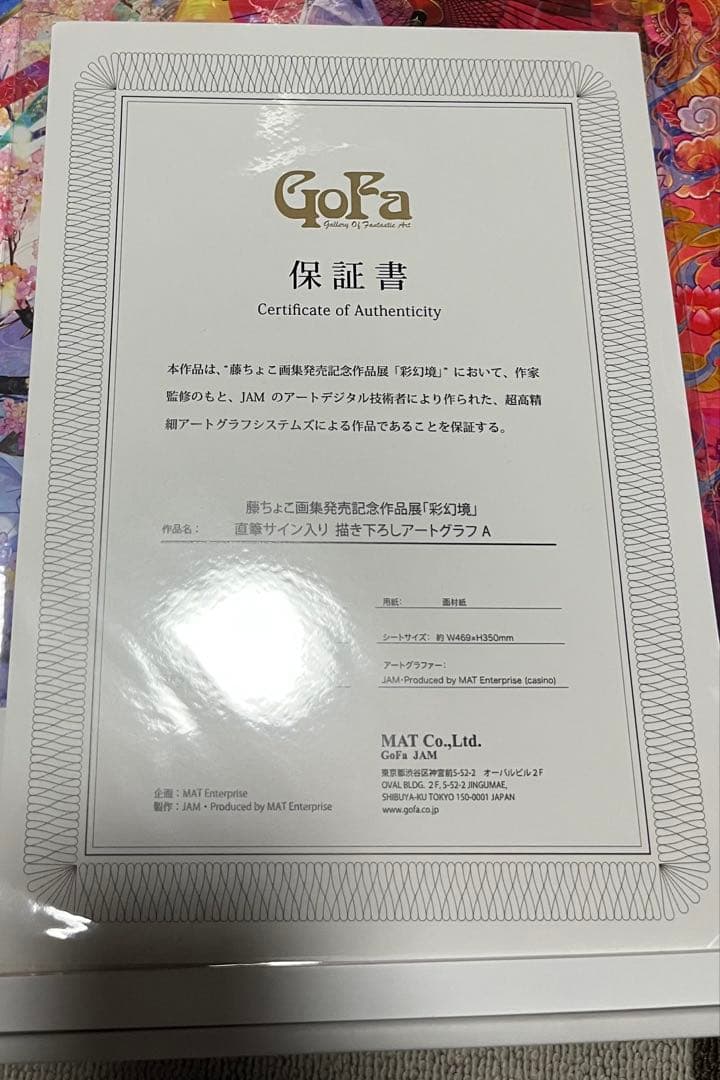 GoFa
Gallery Of Fantastic Art
保証書
Certificate of Authenticity
本作品は、“藤ちょこ画集発売記念作品展「彩幻境」” において、作家
監修のもと、JAM のアートデジタル技術者により作られた、超高精
細アートグラフシステムズによる作品であることを保証する。
藤ちょこ画集発売記念作品展「彩幻境」
作品名： 直筆サイン入り 描き下ろしアートグラフ A
用紙： 画材紙
シートサイズ： 約 W469×H350mm
アートグラファー：
JAM・Produced by MAT Enterprise (casino)
MAT Co.,Ltd.
GoFa JAM
東京都渋谷区神宮前5-52-2 オーバルビル２F
OVAL BLDG. ２F, 5-52-2 JINGUMAE,
SHIBUYA-KU TOKYO 150-0001 JAPAN
www.gofa.co.jp
企画：MAT Enterprise
製作：JAM・Produced by MAT Enterprise